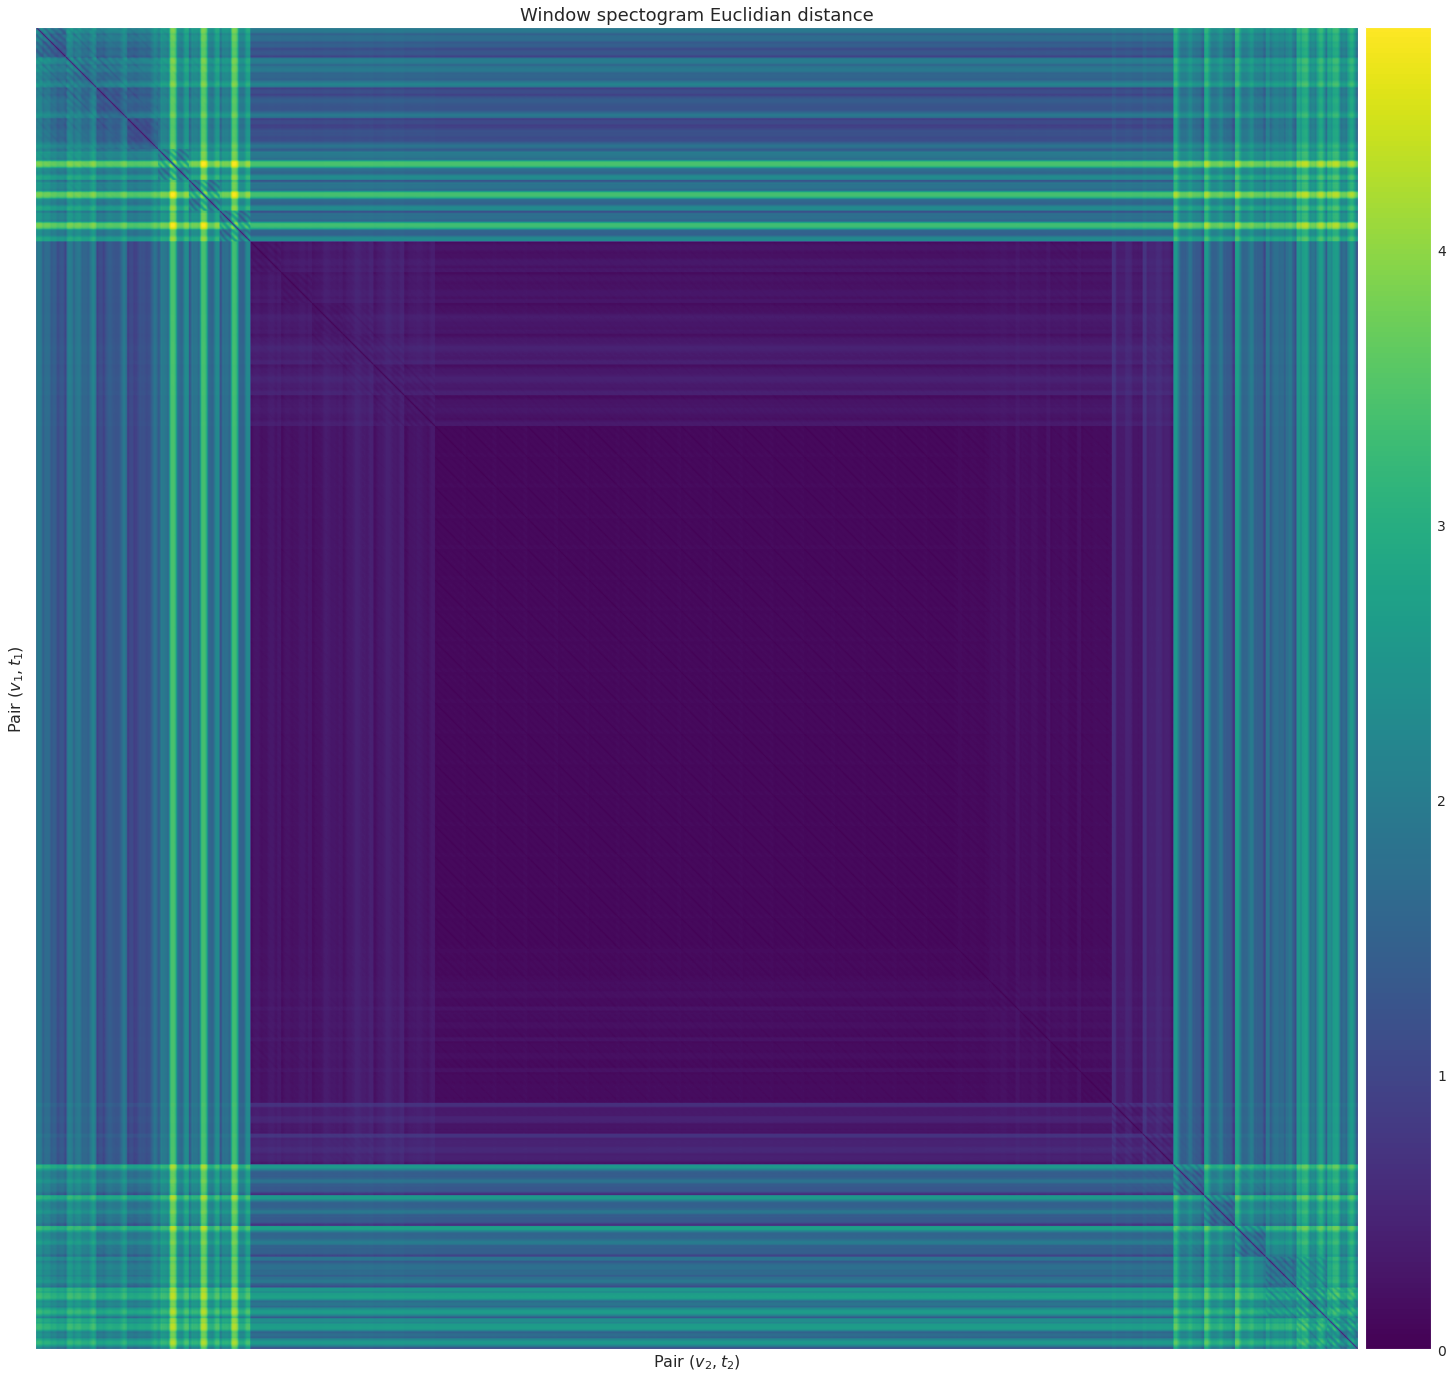 Window spectogram Euclidian distance
4
3
2
1
0
Pair (v₁, t₁)
Pair (v₂, t₂)